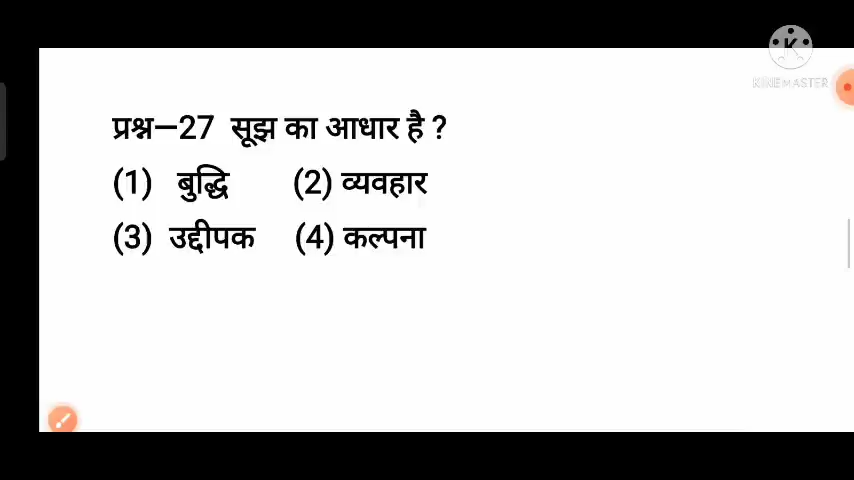 KINEMASTER
प्रश्न—27 सूझ का आधार है ?
(1) बुद्धि (2) व्यवहार
(3) उद्दीपक (4) कल्पना